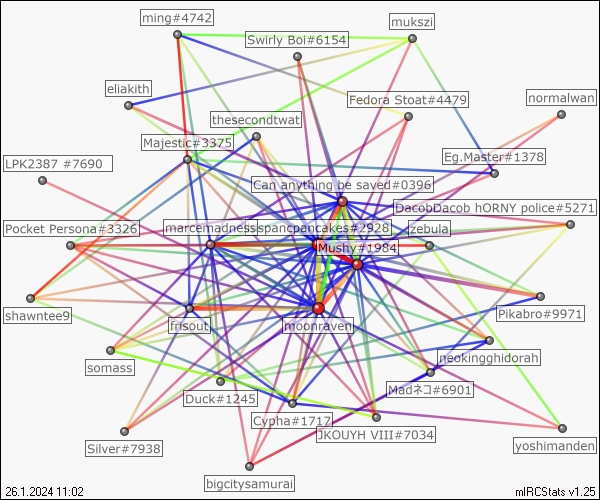 ming#4742
mukszi
Swirly Boi#6154
eliakith
Fedora Stoat#4479
normalwan
thesecondtwat
Majestic#3375
Eg.Master#1378
LPK2387 #7690
Can anything be saved#0396
DacobDacob hORNY police#5271
Pocket Persona#3326
marcemadness
spancpancakes#2928
zebula
Mushy#1984
Pikabro#9971
shawntee9
frisout
moonraven
neokingghidorah
somass
Madネコ#6901
Duck#1245
Cypha#1717
JKOUYH VIII#7034
yoshimanden
Silver#7938
bigcitysamurai
26.1.2024 11:02
mIRCStats v1.25